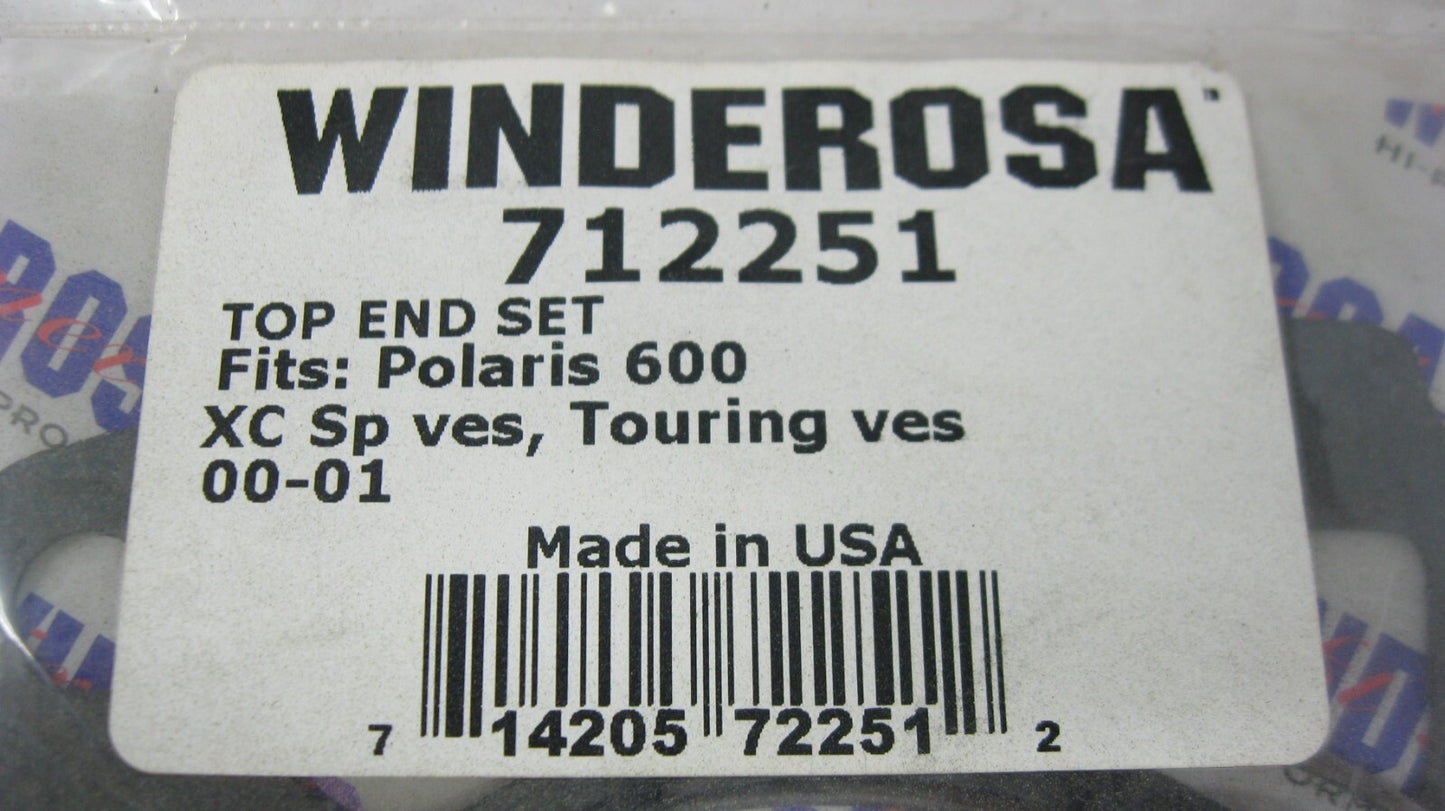 WINDEROSA
712251
TOP END SET
Fits: Polaris 600
XC Sp ves, Touring ves
00-01
Made in USA
7 14205 72251 2